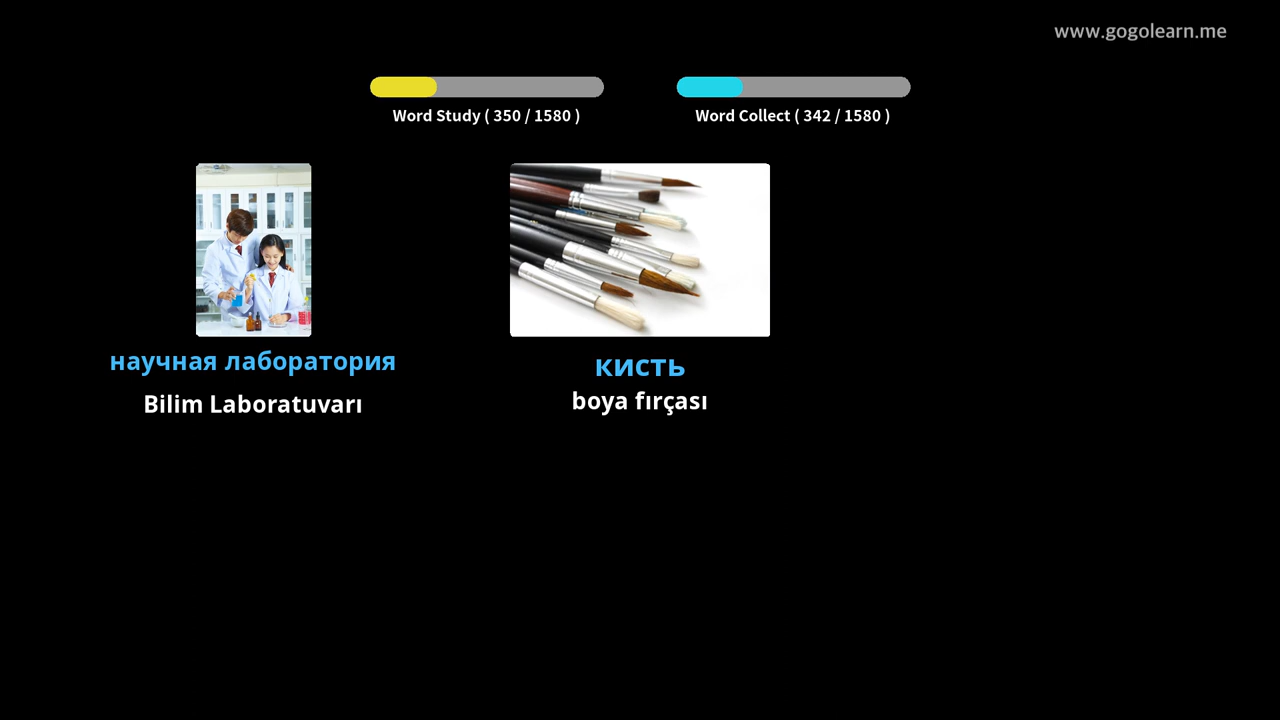 www.gogolearn.me
Word Study ( 350 / 1580 )
Word Collect ( 342 / 1580 )
научная лаборатория
Bilim Laboratuvarı
кисть
boya fırçası